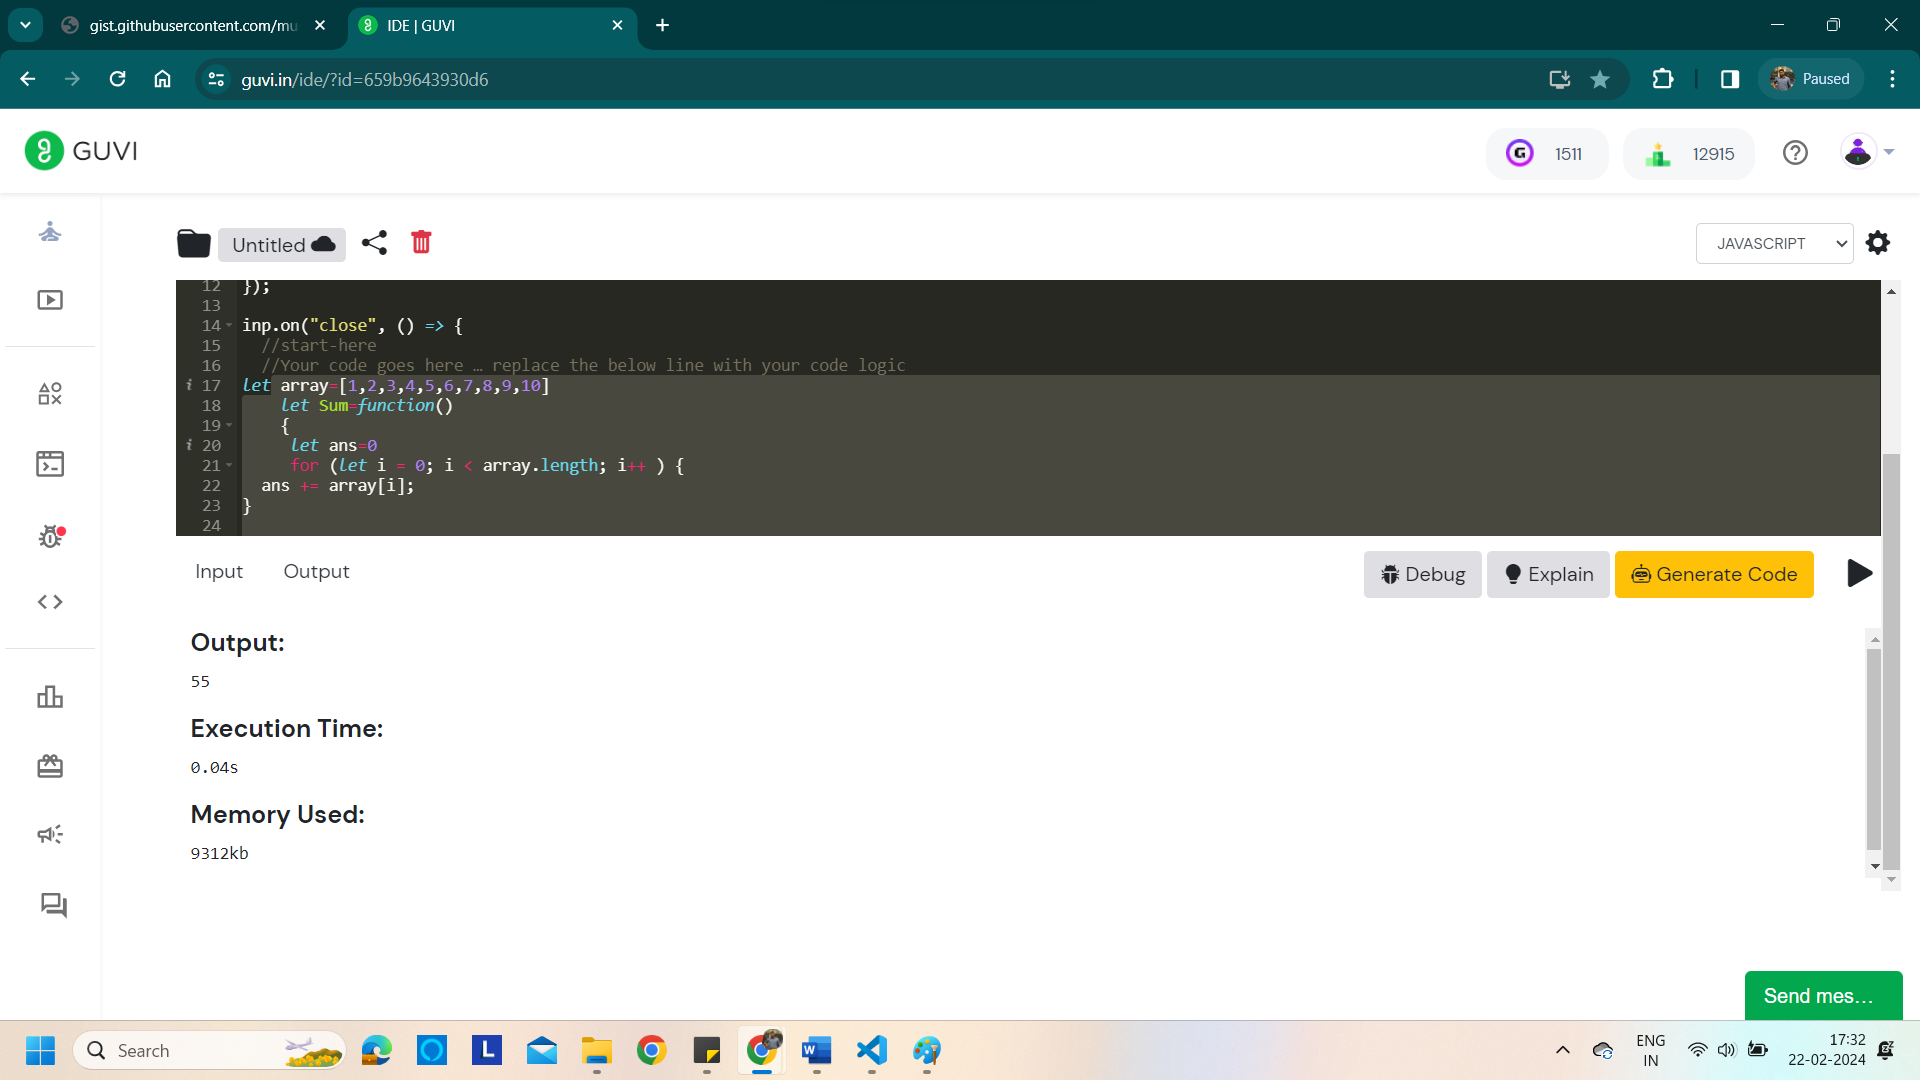 gist.githubusercontent.com/mu
IDE | GUVI
guvi.in/ide/?id=659b9643930d6
Paused
GUVI
1511
12915
Untitled
JAVASCRIPT
12 });
13
14 inp.on("close", () => {
15 //start-here
16 //Your code goes here … replace the below line with your code logic
17 let array=[1,2,3,4,5,6,7,8,9,10]
18 let Sum=function()
19 {
20 let ans=0
21 for (let i = 0; i < array.length; i++ ) {
22 ans += array[i];
23 }
24
Input Output
Debug Explain Generate Code
Output:
55
Execution Time:
0.04s
Memory Used:
9312kb
Send mes...
Search
ENG
IN
17:32
22-02-2024